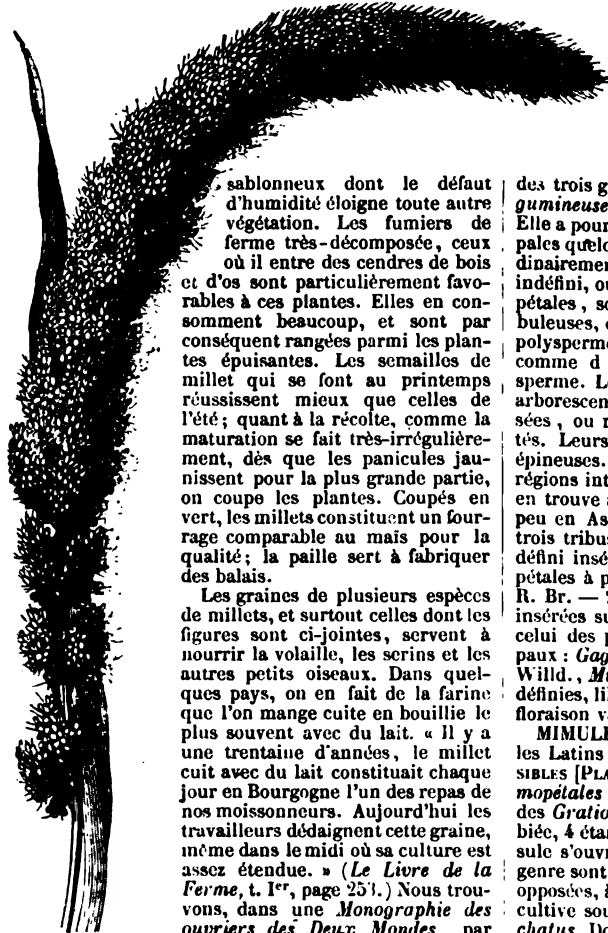 sablonneux dont le défaut
d'humidité éloigne toute autre
végétation. Les fumiers de
ferme très-décomposée, ceux
où il entre des cendres de bois
et d'os sont particulièrement favo-
rables à ces plantes. Elles en con-
somment beaucoup, et sont par
conséquent rangées parmi les plan-
tes épuisantes. Les semailles de
millet qui se font au printemps
réussissent mieux que celles de
l'été; quant à la récolte, comme la
maturation se fait très-irrégulière-
ment, dès que les panicules jau-
nissent pour la plus grande partie,
on coupe les plantes. Coupés en
vert, les millets constituent un four-
rage comparable au maïs pour la
qualité; la paille sert à fabriquer
des balais.
Les graines de plusieurs espèces
de millets, et surtout celles dont les
figures sont ci-jointes, servent à
nourrir la volaille, les serins et les
autres petits oiseaux. Dans quel-
ques pays, on en fait de la farine
que l'on mange cuite en bouillie le
plus souvent avec du lait. « Il y a
une trentaine d'années, le millet
cuit avec du lait constituait chaque
jour en Bourgogne l'un des repas de
nos moissonneurs. Aujourd'hui les
travailleurs dédaignent cette graine,
même dans le midi où sa culture est
assez étendue. » (Le Livre de la
Ferme, t. Ier, page 253.) Nous trou-
vons, dans une Monographie des
ouvriers des Deux Mondes, par
des trois g
gumineuse
Elle a pour
pales quelq
dinairemen
indéfini, ou
pétales, so
buleuses, 
polysperme
comme d
sperme. L
arborescen
sées, ou 
tés. Leurs
épineuses.
régions int
en trouve 
peu en As
trois tribus
défini insé
pétales à p
R. Br. —
insérées su
celui des p
paux : Gag
Willd., M
définies, li
floraison v
MIMULE
les Latins
SIBLES [PLA
mopétales
des Gratio
biée, 4 étan
sule s'ouvr
genre sont
opposées, 
cultive sou
chatus, Do